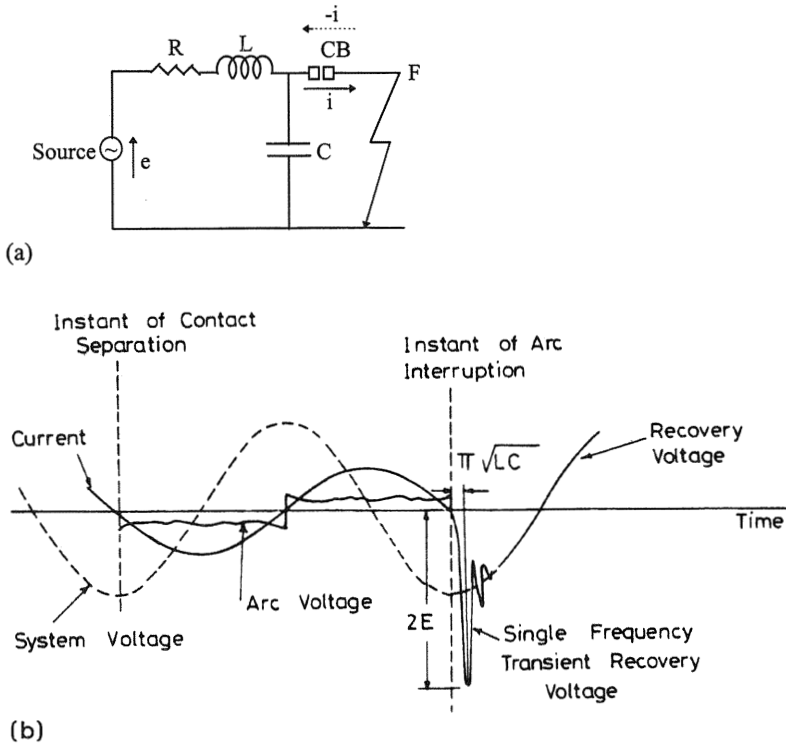 -i
R
L
CB
F
i
Source
e
C
(a)
Instant of Contact
Separation
Instant of Arc
Interruption
Current
π √LC
Recovery
Voltage
Time
Arc Voltage
System Voltage
2E
Single Frequency
Transient Recovery
Voltage
(b)